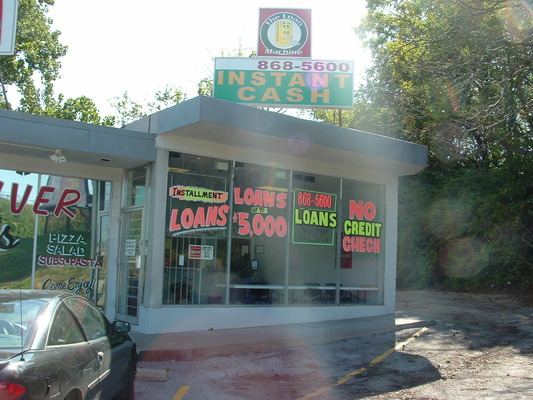 The Loan
Machine
868-5600
INSTANT
CASH
INSTALLMENT
LOANS
LOANS
UP TO
$5,000
868-5600
LOANS
NO
CREDIT
CHECK
VER
PIZZA
SALAD
SUBS·PASTA
Come Enjoy!